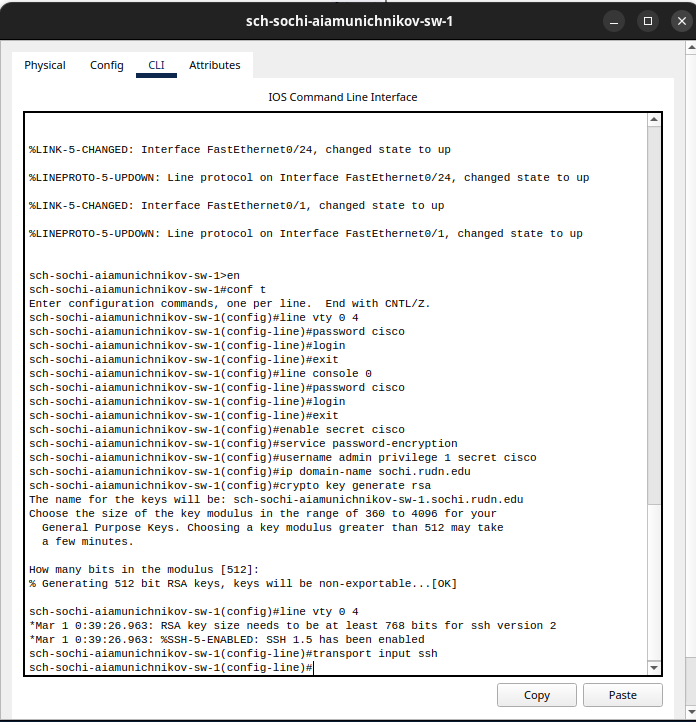 sch-sochi-aiamunichnikov-sw-1
Physical Config CLI Attributes
IOS Command Line Interface
%LINK-5-CHANGED: Interface FastEthernet0/24, changed state to up
%LINEPROTO-5-UPDOWN: Line protocol on Interface FastEthernet0/24, changed state to up
%LINK-5-CHANGED: Interface FastEthernet0/1, changed state to up
%LINEPROTO-5-UPDOWN: Line protocol on Interface FastEthernet0/1, changed state to up
sch-sochi-aiamunichnikov-sw-1>en
sch-sochi-aiamunichnikov-sw-1#conf t
Enter configuration commands, one per line.  End with CNTL/Z.
sch-sochi-aiamunichnikov-sw-1(config)#line vty 0 4
sch-sochi-aiamunichnikov-sw-1(config-line)#password cisco
sch-sochi-aiamunichnikov-sw-1(config-line)#login
sch-sochi-aiamunichnikov-sw-1(config-line)#exit
sch-sochi-aiamunichnikov-sw-1(config)#line console 0
sch-sochi-aiamunichnikov-sw-1(config-line)#password cisco
sch-sochi-aiamunichnikov-sw-1(config-line)#login
sch-sochi-aiamunichnikov-sw-1(config-line)#exit
sch-sochi-aiamunichnikov-sw-1(config)#enable secret cisco
sch-sochi-aiamunichnikov-sw-1(config)#service password-encryption
sch-sochi-aiamunichnikov-sw-1(config)#username admin privilege 1 secret cisco
sch-sochi-aiamunichnikov-sw-1(config)#ip domain-name sochi.rudn.edu
sch-sochi-aiamunichnikov-sw-1(config)#crypto key generate rsa
The name for the keys will be: sch-sochi-aiamunichnikov-sw-1.sochi.rudn.edu
Choose the size of the key modulus in the range of 360 to 4096 for your
  General Purpose Keys. Choosing a key modulus greater than 512 may take
  a few minutes.
How many bits in the modulus [512]:
% Generating 512 bit RSA keys, keys will be non-exportable...[OK]
sch-sochi-aiamunichnikov-sw-1(config)#line vty 0 4
*Mar 1 0:39:26.963: RSA key size needs to be at least 768 bits for ssh version 2
*Mar 1 0:39:26.963: %SSH-5-ENABLED: SSH 1.5 has been enabled
sch-sochi-aiamunichnikov-sw-1(config-line)#transport input ssh
sch-sochi-aiamunichnikov-sw-1(config-line)#
Copy Paste